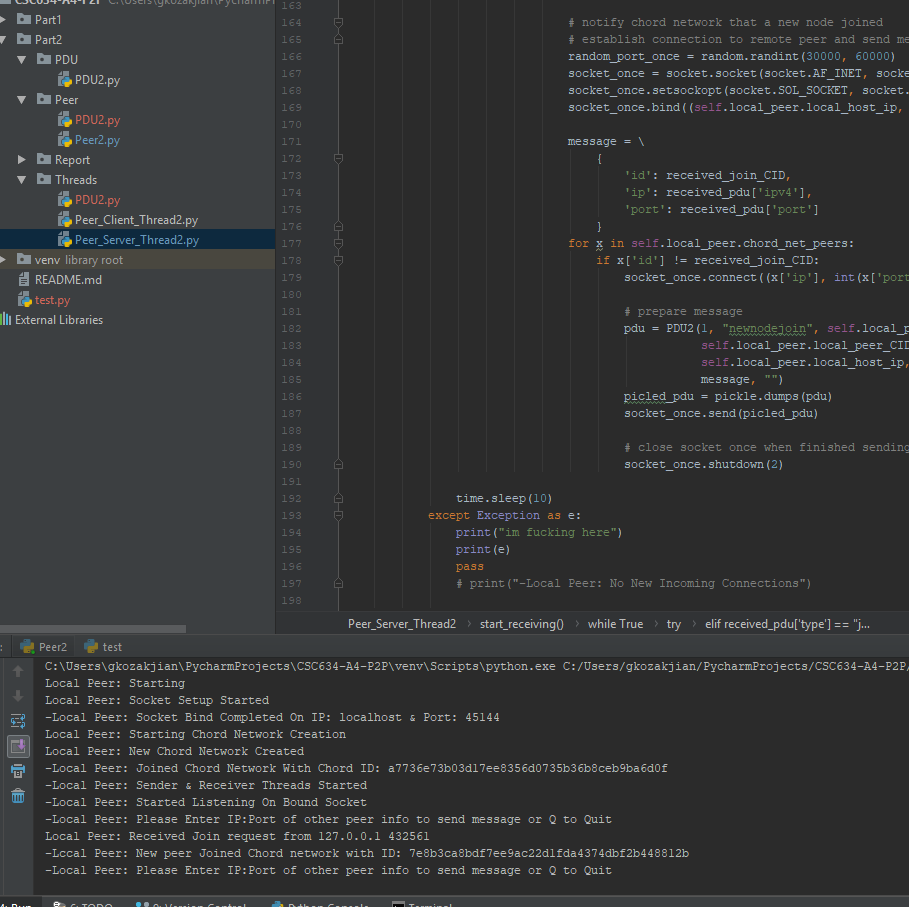 CSC634-A4-P2P C:\Users\gkozakjian\PycharmPr
Part1
Part2
PDU
PDU2.py
Peer
PDU2.py
Peer2.py
Report
Threads
PDU2.py
Peer_Client_Thread2.py
Peer_Server_Thread2.py
venv library root
README.md
test.py
External Libraries
163
164 # notify chord network that a new node joined
165 # establish connection to remote peer and send me
166 random_port_once = random.randint(30000, 60000)
167 socket_once = socket.socket(socket.AF_INET, socke
168 socket_once.setsockopt(socket.SOL_SOCKET, socket.
169 socket_once.bind((self.local_peer.local_host_ip,
170
171 message = \
172 {
173 'id': received_join_CID,
174 'ip': received_pdu['ipv4'],
175 'port': received_pdu['port']
176 }
177 for x in self.local_peer.chord_net_peers:
178 if x['id'] != received_join_CID:
179 socket_once.connect((x['ip'], int(x['port
180
181 # prepare message
182 pdu = PDU2(1, "newnodejoin", self.local_p
183 self.local_peer.local_peer_CID
184 self.local_peer.local_host_ip,
185 message, "")
186 picled_pdu = pickle.dumps(pdu)
187 socket_once.send(picled_pdu)
188
189 # close socket once when finished sending
190 socket_once.shutdown(2)
191
192 time.sleep(10)
193 except Exception as e:
194 print("im fucking here")
195 print(e)
196 pass
197 # print("-Local Peer: No New Incoming Connections")
198
Peer_Server_Thread2 › start_receiving() › while True › try › elif received_pdu['type'] == "j...
Peer2 test
C:\Users\gkozakjian\PycharmProjects\CSC634-A4-P2P\venv\Scripts\python.exe C:/Users/gkozakjian/PycharmProjects/CSC634-A4-P2P/
Local Peer: Starting
Local Peer: Socket Setup Started
-Local Peer: Socket Bind Completed On IP: localhost & Port: 45144
Local Peer: Starting Chord Network Creation
Local Peer: New Chord Network Created
-Local Peer: Joined Chord Network With Chord ID: a7736e73b03d17ee8356d0735b36b8ceb9ba6d0f
-Local Peer: Sender & Receiver Threads Started
-Local Peer: Started Listening On Bound Socket
-Local Peer: Please Enter IP:Port of other peer info to send message or Q to Quit
Local Peer: Received Join request from 127.0.0.1 432561
-Local Peer: New peer Joined Chord network with ID: 7e8b3ca8bdf7ee9ac22d1fda4374dbf2b448812b
-Local Peer: Please Enter IP:Port of other peer info to send message or Q to Quit
4: Run 6: TODO 9: Version Control Python Console Terminal